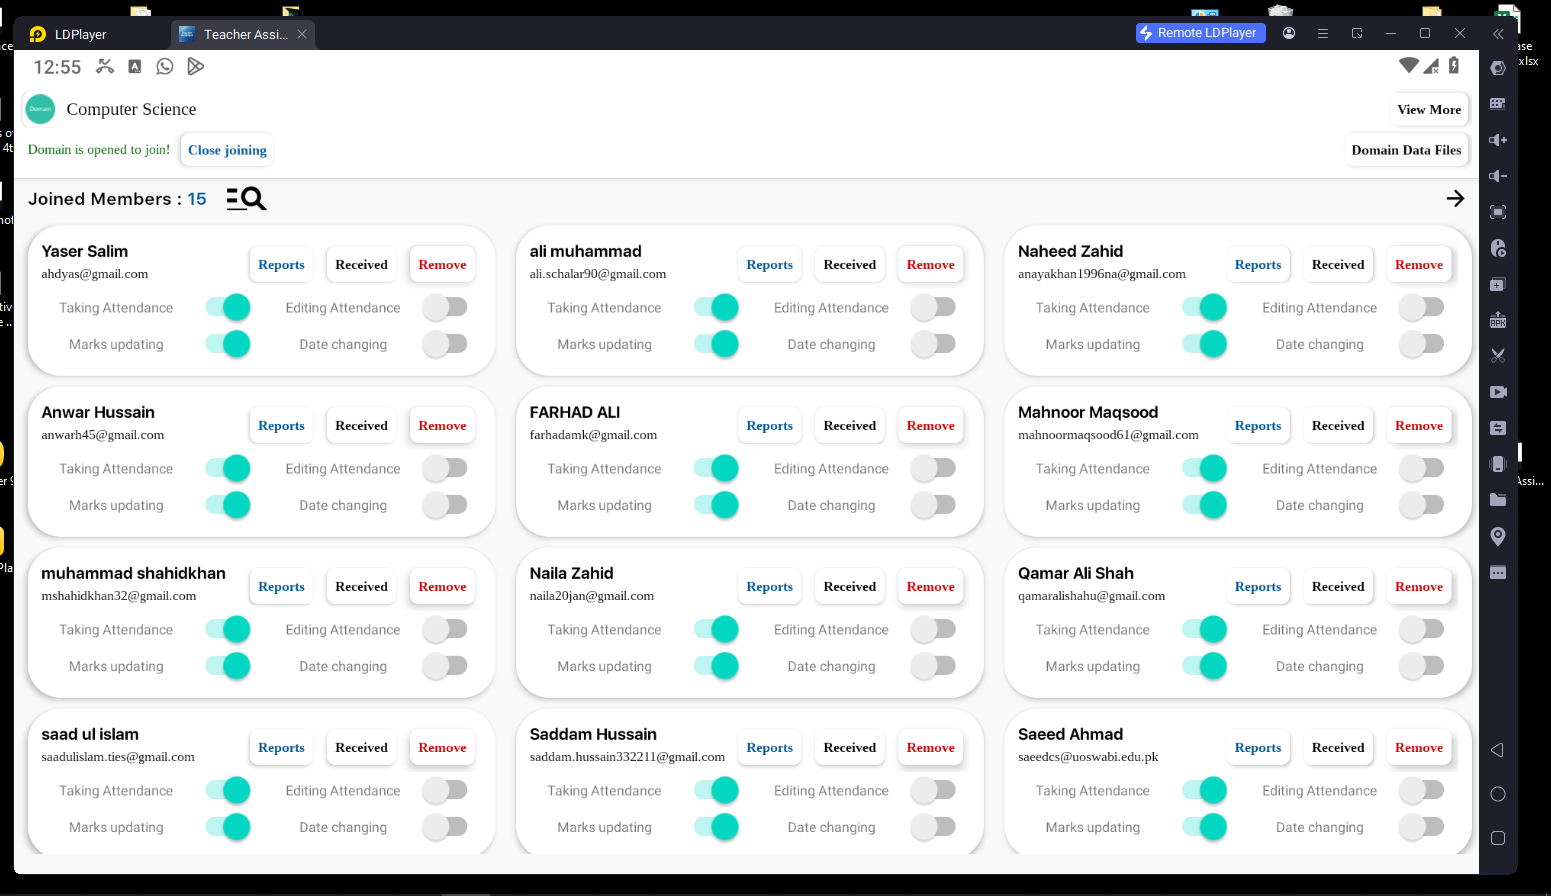 LDPlayer
Teacher Assi...
Remote LDPlayer
12:55
Domain
Computer Science
View More
Domain is opened to join!
Close joining
Domain Data Files
Joined Members : 15
Yaser Salim
ahdyas@gmail.com
Reports
Received
Remove
Taking Attendance
Editing Attendance
Marks updating
Date changing
ali muhammad
ali.schalar90@gmail.com
Reports
Received
Remove
Taking Attendance
Editing Attendance
Marks updating
Date changing
Naheed Zahid
anayakhan1996na@gmail.com
Reports
Received
Remove
Taking Attendance
Editing Attendance
Marks updating
Date changing
Anwar Hussain
anwarh45@gmail.com
Reports
Received
Remove
Taking Attendance
Editing Attendance
Marks updating
Date changing
FARHAD ALI
farhadamk@gmail.com
Reports
Received
Remove
Taking Attendance
Editing Attendance
Marks updating
Date changing
Mahnoor Maqsood
mahnoormaqsood61@gmail.com
Reports
Received
Remove
Taking Attendance
Editing Attendance
Marks updating
Date changing
muhammad shahidkhan
mshahidkhan32@gmail.com
Reports
Received
Remove
Taking Attendance
Editing Attendance
Marks updating
Date changing
Naila Zahid
naila20jan@gmail.com
Reports
Received
Remove
Taking Attendance
Editing Attendance
Marks updating
Date changing
Qamar Ali Shah
qamaralishahu@gmail.com
Reports
Received
Remove
Taking Attendance
Editing Attendance
Marks updating
Date changing
saad ul islam
saadulislam.ties@gmail.com
Reports
Received
Remove
Taking Attendance
Editing Attendance
Marks updating
Date changing
Saddam Hussain
saddam.hussain332211@gmail.com
Reports
Received
Remove
Taking Attendance
Editing Attendance
Marks updating
Date changing
Saeed Ahmad
saeedcs@uoswabi.edu.pk
Reports
Received
Remove
Taking Attendance
Editing Attendance
Marks updating
Date changing